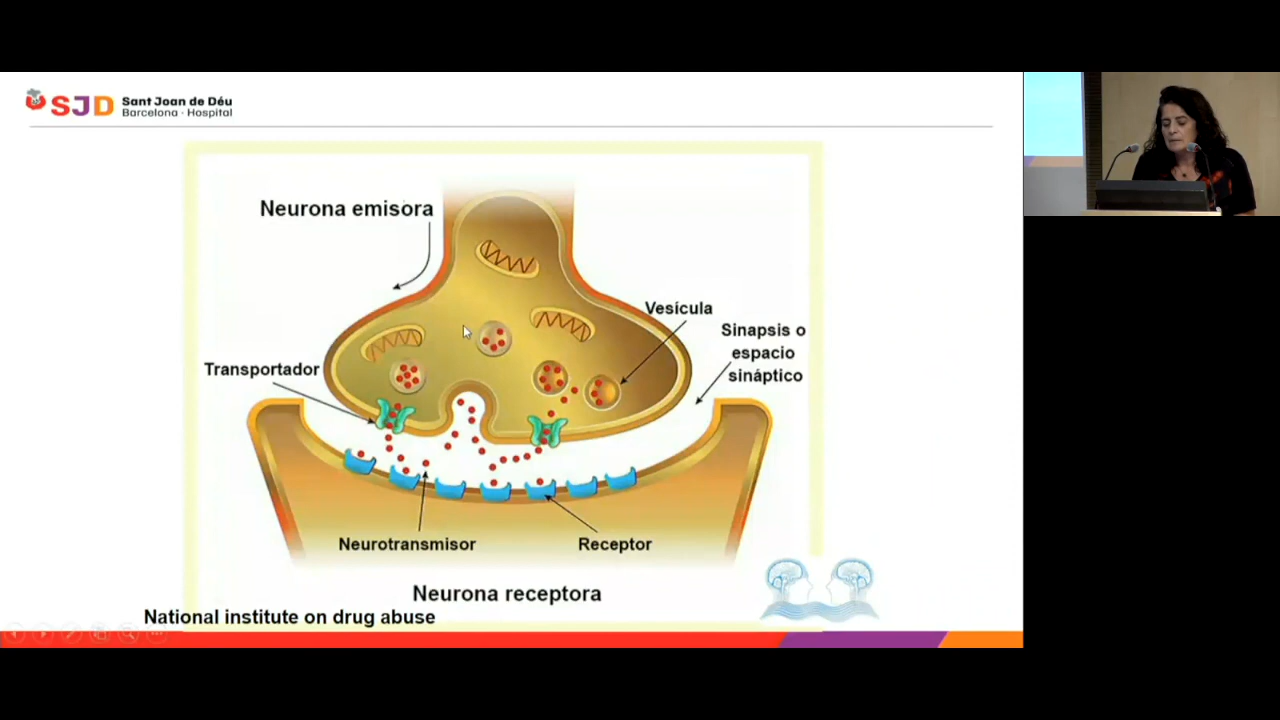 SJD Sant Joan de Déu
Barcelona · Hospital
Neurona emisora
Vesícula
Sinapsis o
espacio
sináptico
Transportador
Neurotransmisor
Receptor
Neurona receptora
National institute on drug abuse